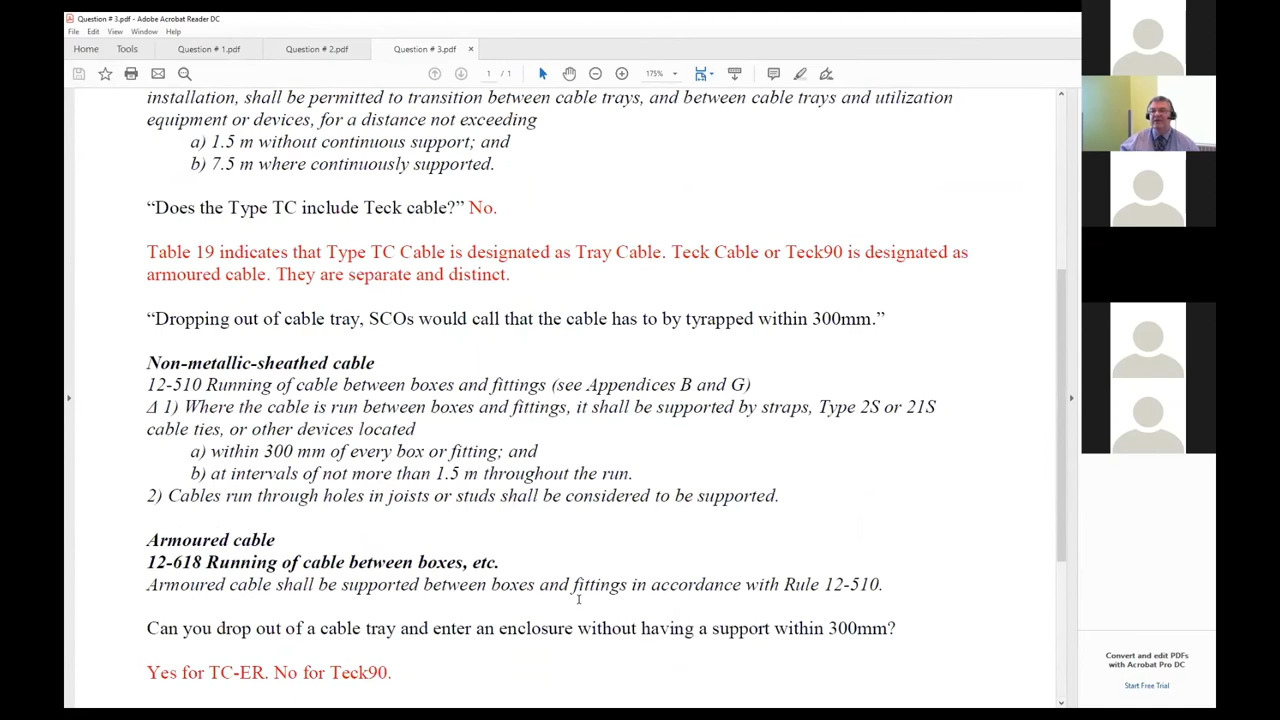 Question # 3.pdf - Adobe Acrobat Reader DC
File Edit View Window Help
Home Tools Question # 1.pdf Question # 2.pdf Question # 3.pdf ×
1 / 1 175%
installation, shall be permitted to transition between cable trays, and between cable trays and utilization
equipment or devices, for a distance not exceeding
a) 1.5 m without continuous support; and
b) 7.5 m where continuously supported.
“Does the Type TC include Teck cable?” No.
Table 19 indicates that Type TC Cable is designated as Tray Cable. Teck Cable or Teck90 is designated as
armoured cable. They are separate and distinct.
“Dropping out of cable tray, SCOs would call that the cable has to by tyrapped within 300mm.”
Non-metallic-sheathed cable
12-510 Running of cable between boxes and fittings (see Appendices B and G)
Δ 1) Where the cable is run between boxes and fittings, it shall be supported by straps, Type 2S or 21S
cable ties, or other devices located
a) within 300 mm of every box or fitting; and
b) at intervals of not more than 1.5 m throughout the run.
2) Cables run through holes in joists or studs shall be considered to be supported.
Armoured cable
12-618 Running of cable between boxes, etc.
Armoured cable shall be supported between boxes and fittings in accordance with Rule 12-510.
Can you drop out of a cable tray and enter an enclosure without having a support within 300mm?
Yes for TC-ER. No for Teck90.
Convert and edit PDFs
with Acrobat Pro DC
Start Free Trial